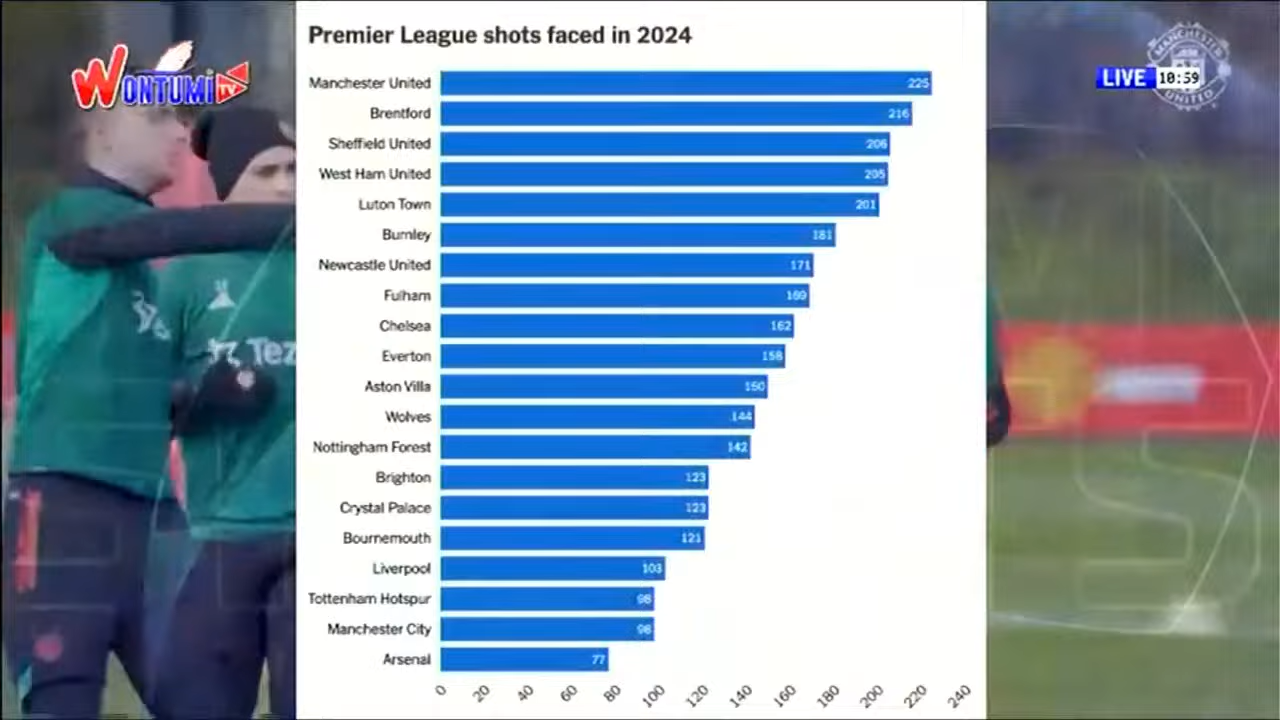 Premier League shots faced in 2024
WONTUMI TV
LIVE 10:59
MANCHESTER
UNITED
Manchester United 225
Brentford 216
Sheffield United 206
West Ham United 205
Luton Town 201
Burnley 181
Newcastle United 171
Fulham 169
Chelsea 162
Everton 158
Aston Villa 150
Wolves 144
Nottingham Forest 142
Brighton 123
Crystal Palace 123
Bournemouth 121
Liverpool 103
Tottenham Hotspur 98
Manchester City 98
Arsenal 77
0 20 40 60 80 100 120 140 160 180 200 220 240
Tez